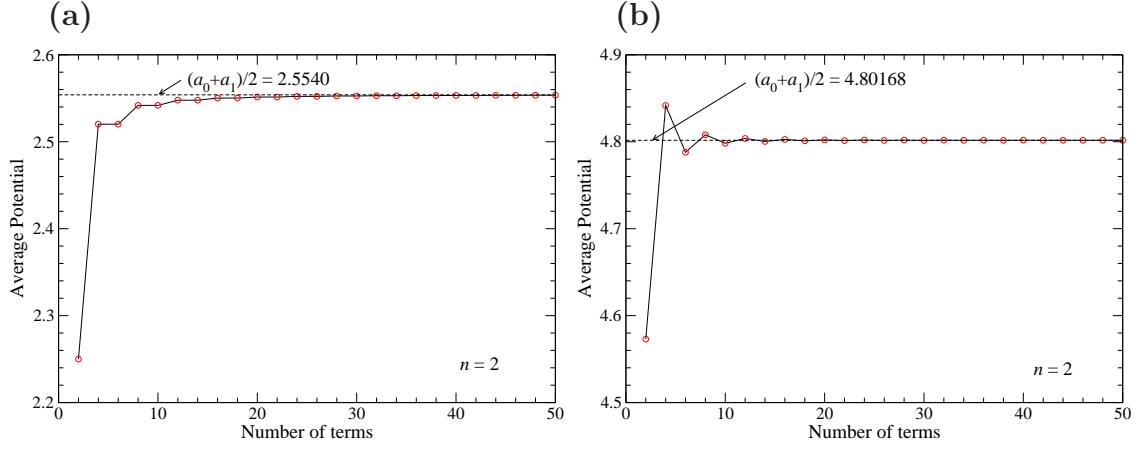 (a)
2.6
2.5
2.4
2.3
2.2
0
10
20
30
40
50
Average Potential
Number of terms
(a0+a1)/2 = 2.5540
n = 2
(b)
4.9
4.8
4.7
4.6
4.5
0
10
20
30
40
50
Average Potential
Number of terms
(a0+a1)/2 = 4.80168
n = 2